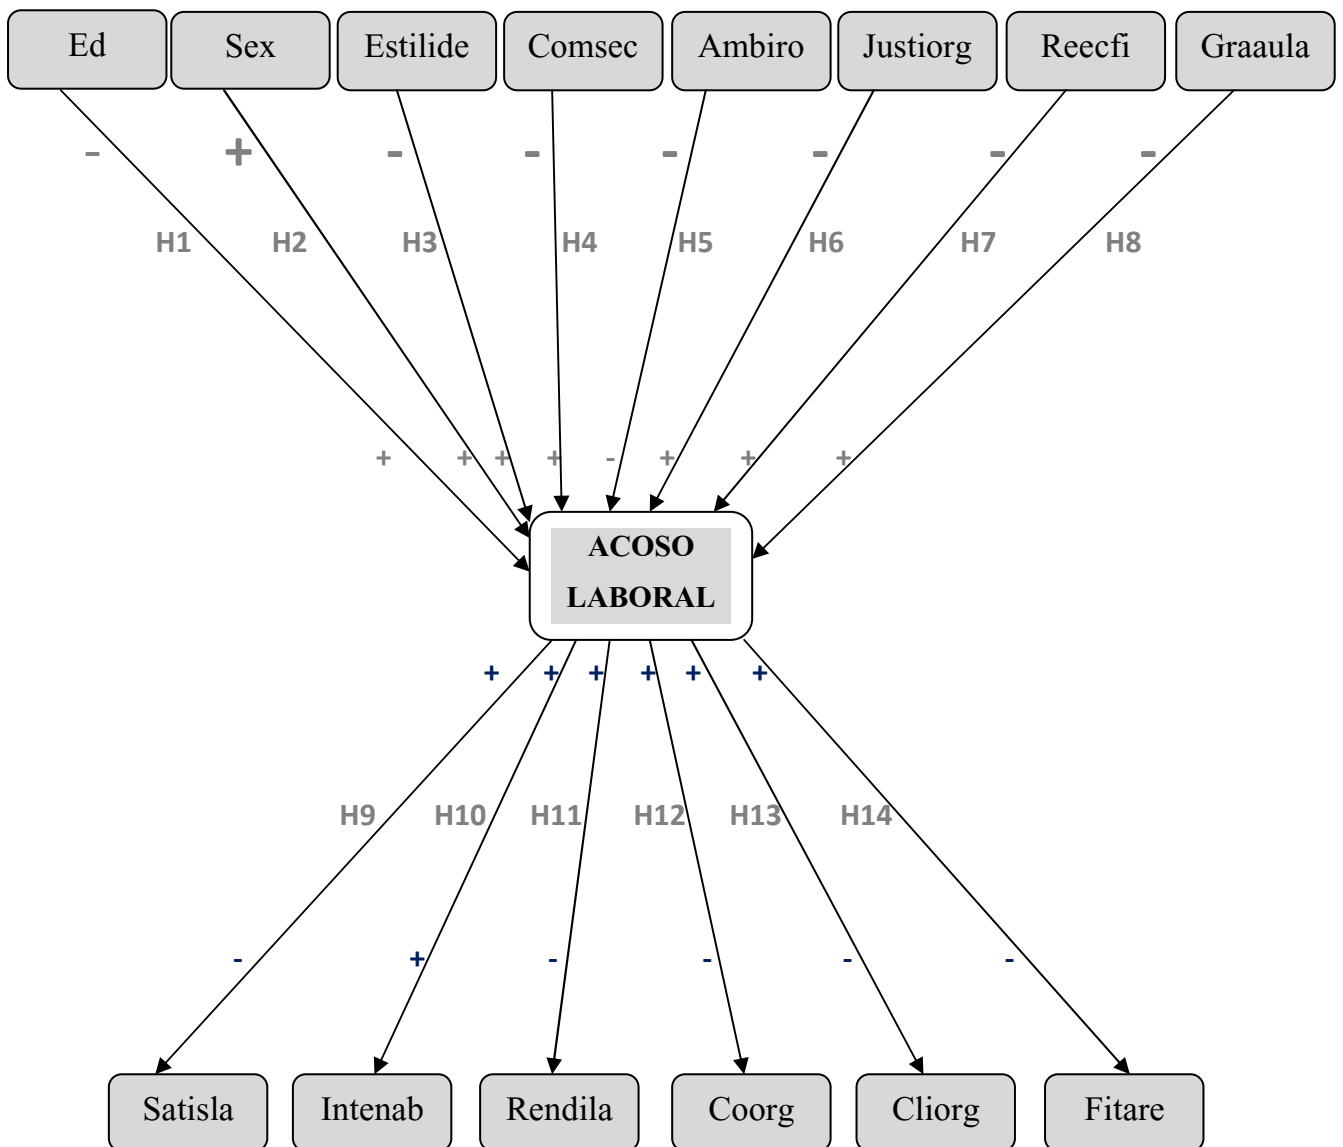 Ed Sex Estilide Comsec Ambiro Justiorg Reecfi Graaula
- + - - - - - -
H1 H2 H3 H4 H5 H6 H7 H8
+ + + + - + + +
ACOSO
LABORAL
+ + + + + +
H9 H10 H11 H12 H13 H14
- + - - - -
Satisla Intenab Rendila Coorg Cliorg Fitare